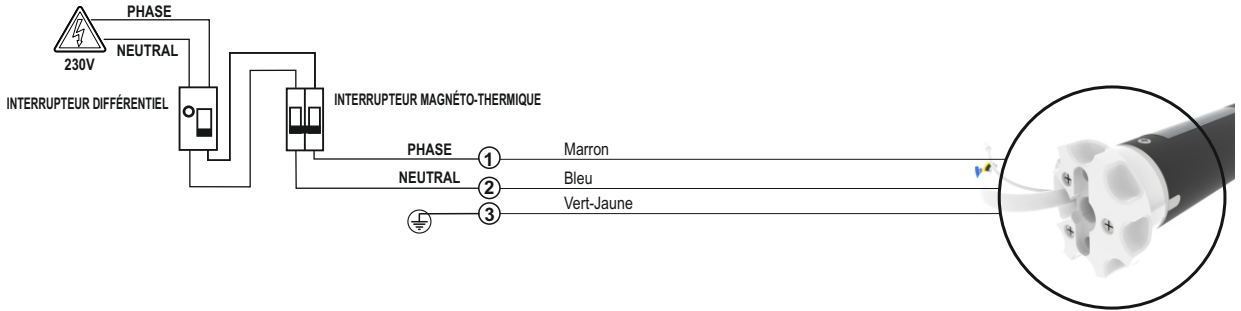 PHASE
NEUTRAL
230V
INTERRUPTEUR DIFFÉRENTIEL
INTERRUPTEUR MAGNÉTO-THERMIQUE
PHASE 1 Marron
NEUTRAL 2 Bleu
3 Vert-Jaune